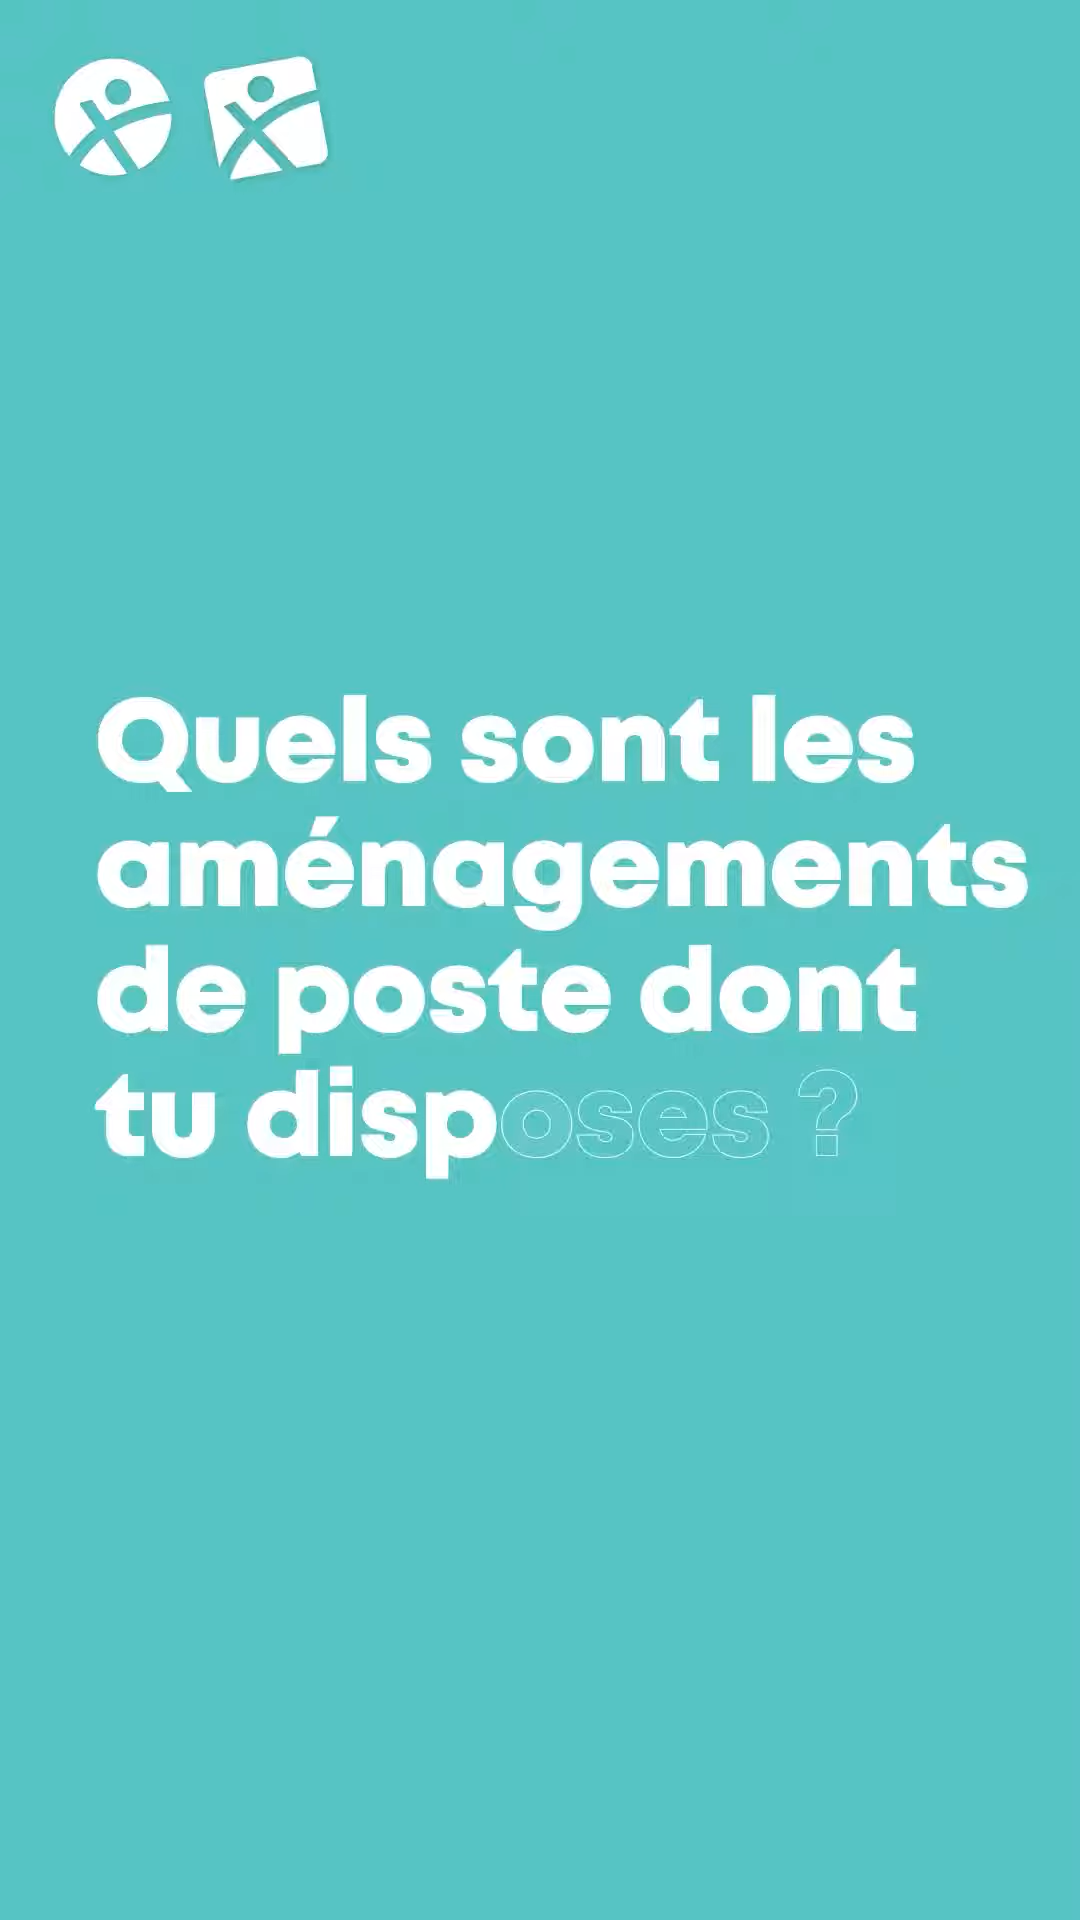 Quels sont les
aménagements
de poste dont
tu disposes ?